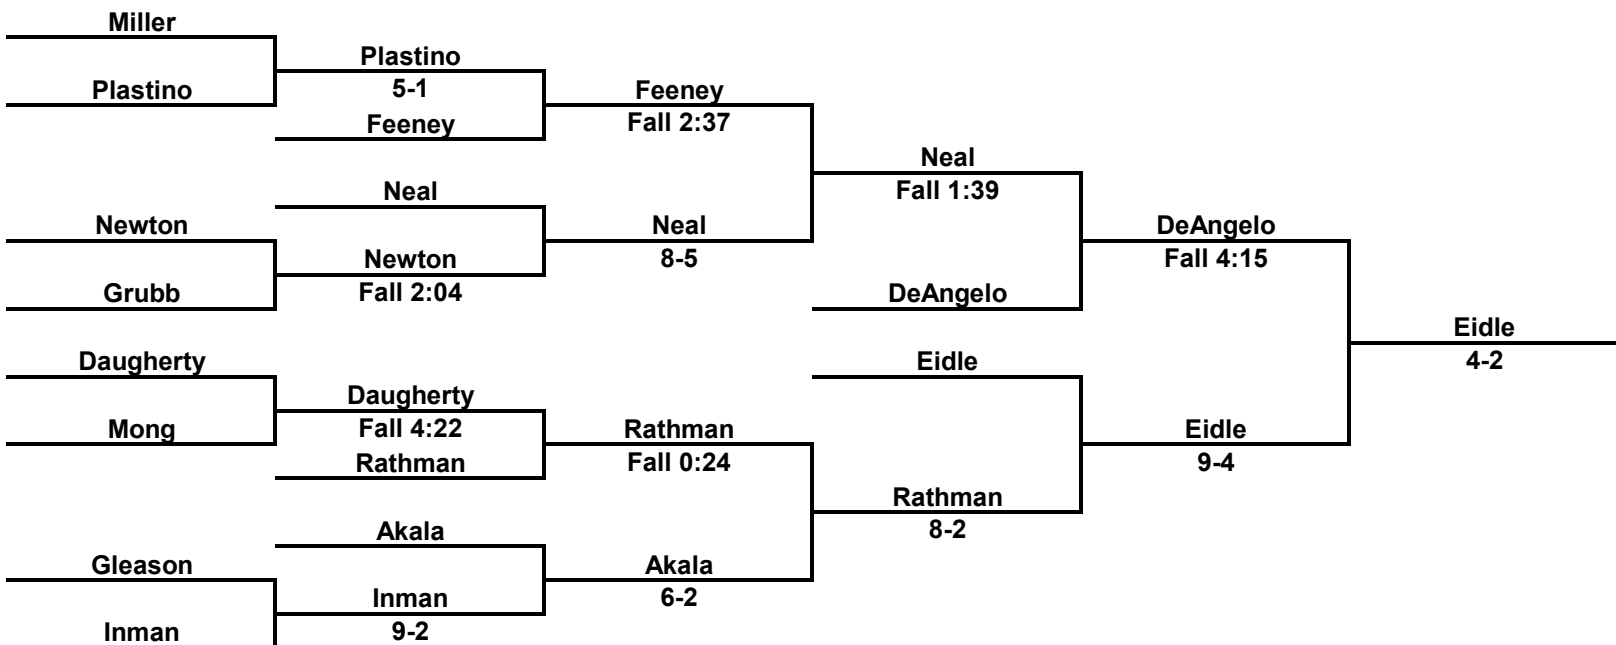 Miller
Plastino
Plastino
5-1
Feeney
Feeney
Fall 2:37
Neal
Fall 1:39
Neal
Newton
Newton
Fall 2:04
Grubb
Neal
8-5
DeAngelo
DeAngelo
Fall 4:15
Eidle
4-2
Daugherty
Daugherty
Fall 4:22
Mong
Rathman
Rathman
Fall 0:24
Eidle
Eidle
9-4
Rathman
8-2
Akala
Gleason
Inman
9-2
Inman
Akala
6-2